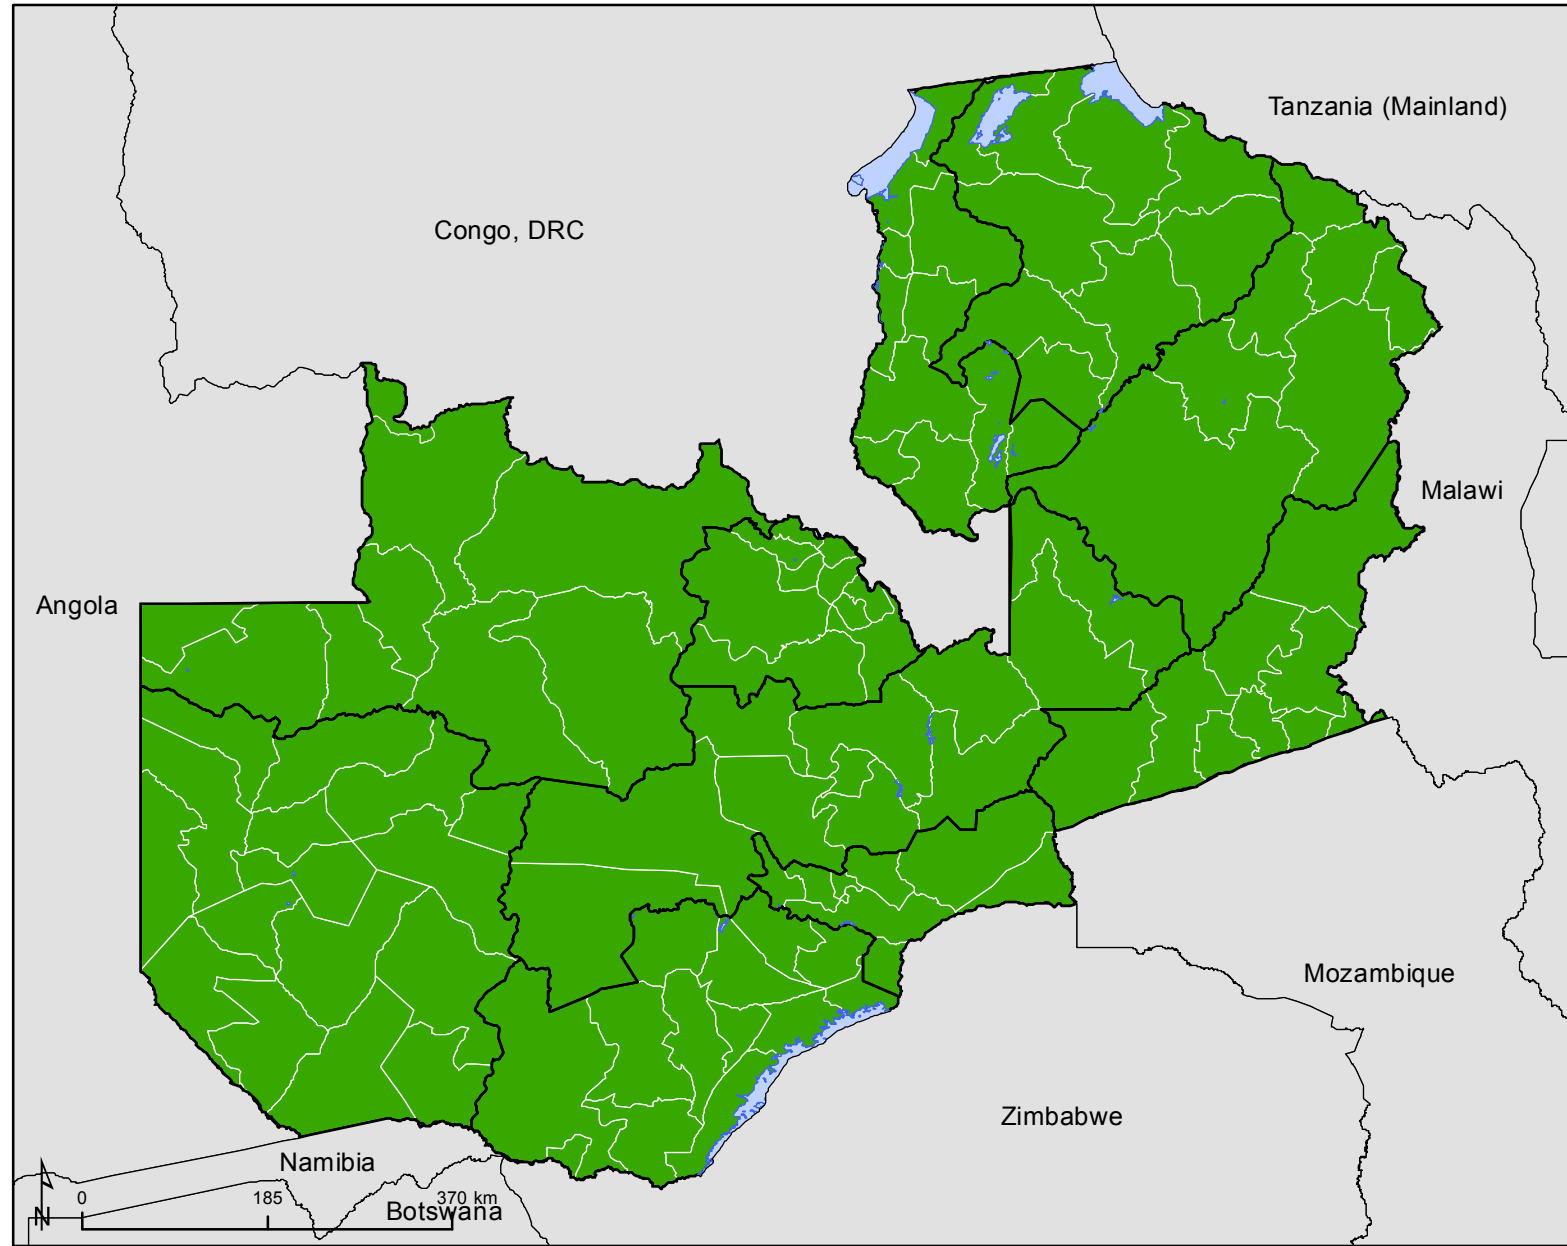 Tanzania (Mainland)
Congo, DRC
Malawi
Angola
Mozambique
Zimbabwe
Namibia
Botswana
0 185 370 km
N